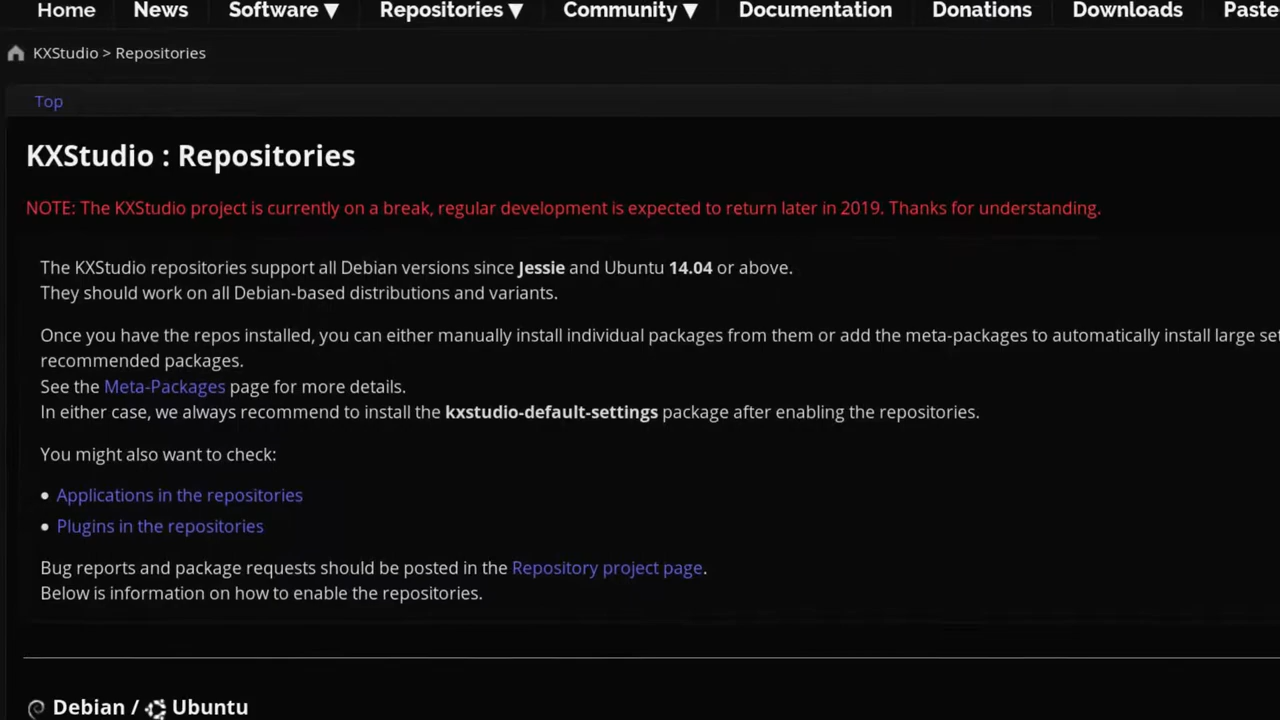 Home News Software ▼ Repositories ▼ Community ▼ Documentation Donations Downloads Paste
KXStudio > Repositories
Top
KXStudio : Repositories
NOTE: The KXStudio project is currently on a break, regular development is expected to return later in 2019. Thanks for understanding.
The KXStudio repositories support all Debian versions since Jessie and Ubuntu 14.04 or above.
They should work on all Debian-based distributions and variants.
Once you have the repos installed, you can either manually install individual packages from them or add the meta-packages to automatically install large se
recommended packages.
See the Meta-Packages page for more details.
In either case, we always recommend to install the kxstudio-default-settings package after enabling the repositories.
You might also want to check:
• Applications in the repositories
• Plugins in the repositories
Bug reports and package requests should be posted in the Repository project page.
Below is information on how to enable the repositories.
Debian / Ubuntu